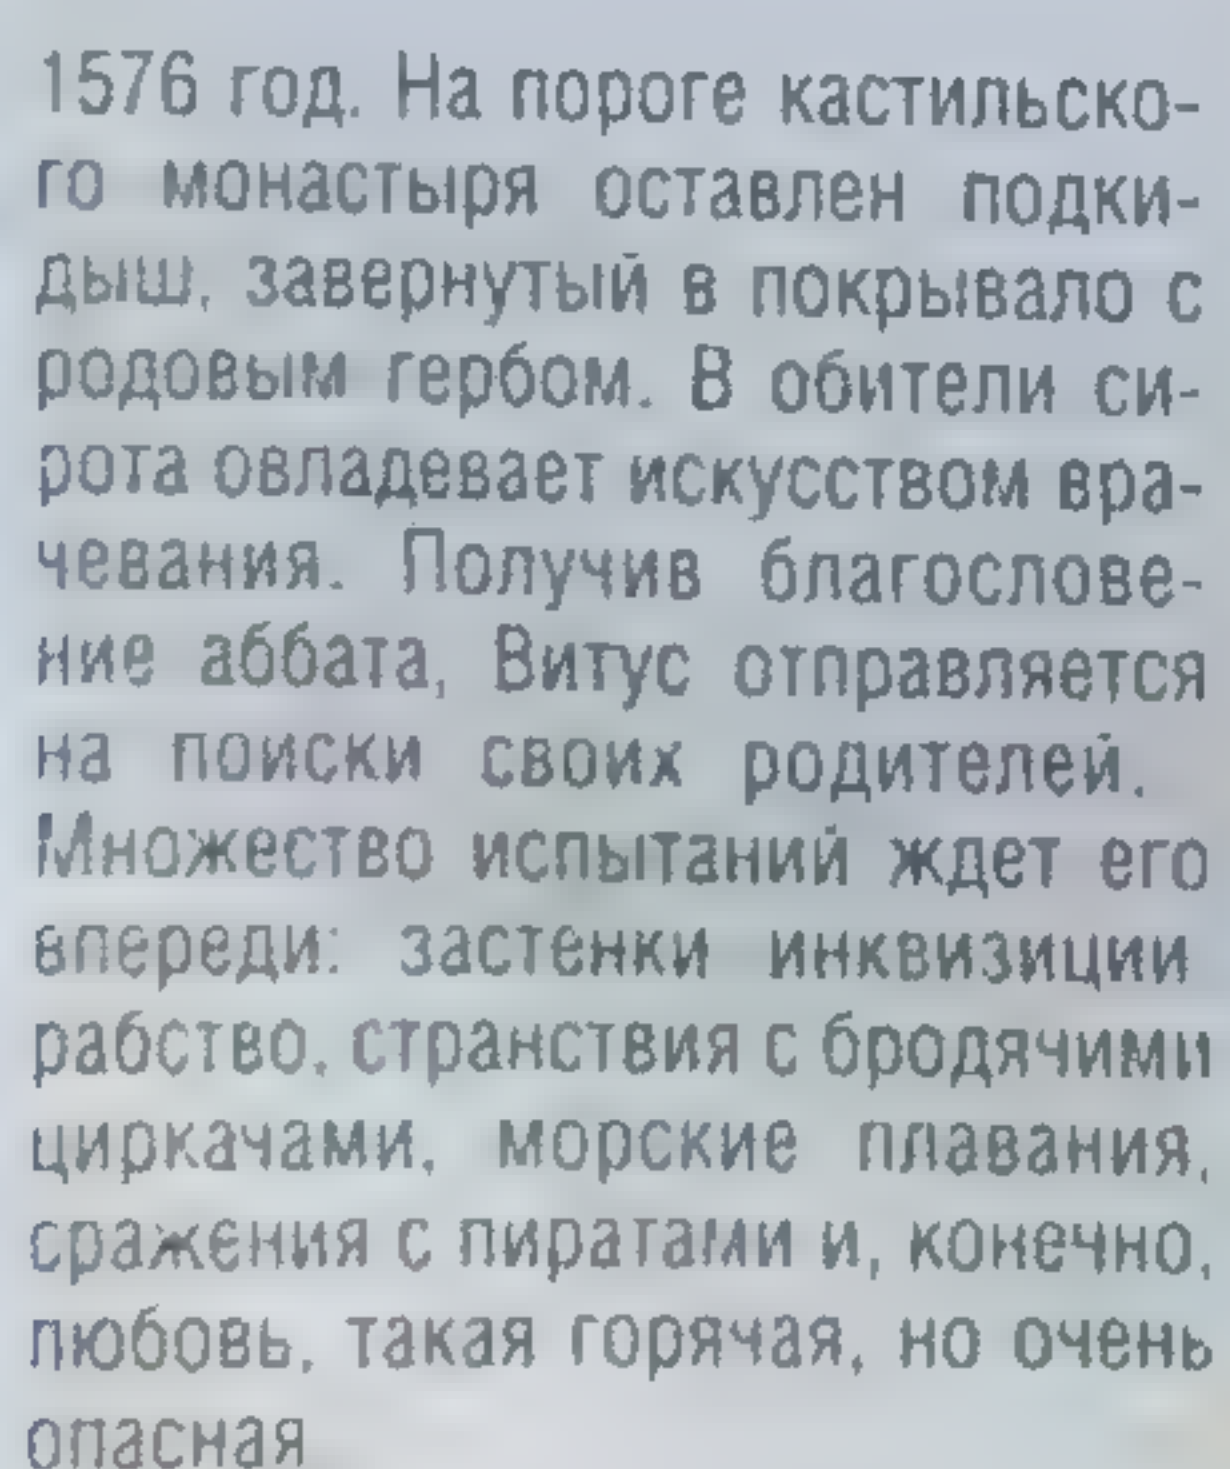 1576 год. На пороге кастильско-
го монастыря оставлен подки-
дыш, завернутый в покрывало с
родовым гербом. В обители си-
рота овладевает искусством вра-
чевания. Получив благослове-
ние аббата, Витус отправляется
на поиски своих родителей.
Множество испытаний ждет его
впереди: застенки инквизиции
рабство, странствия с бродячими
циркачами, морские плавания,
сражения с пиратами и, конечно,
любовь, такая горячая, но очень
опасная